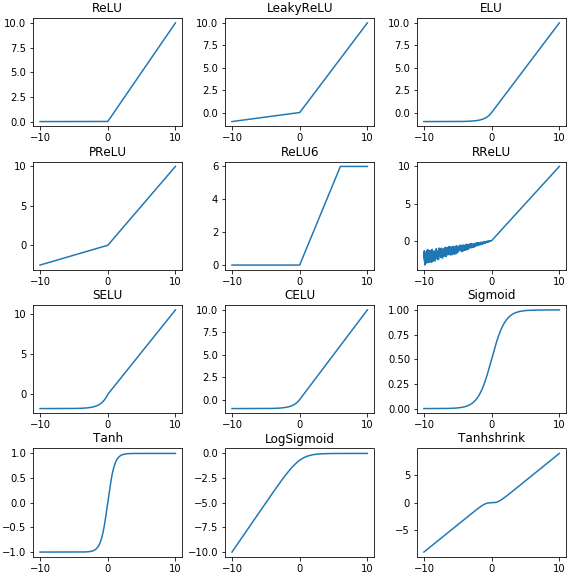 ReLU
10.0
7.5
5.0
2.5
0.0
−10 0 10
LeakyReLU
10.0
7.5
5.0
2.5
0.0
−10 0 10
ELU
10.0
7.5
5.0
2.5
0.0
−10 0 10
PReLU
10
5
0
−10 0 10
ReLU6
6
4
2
0
−10 0 10
RReLU
10
5
0
−10 0 10
SELU
10
5
0
−10 0 10
CELU
10.0
7.5
5.0
2.5
0.0
−10 0 10
Sigmoid
1.00
0.75
0.50
0.25
0.00
−10 0 10
Tanh
1.0
0.5
0.0
−0.5
−1.0
−10 0 10
LogSigmoid
0.0
−2.5
−5.0
−7.5
−10.0
−10 0 10
Tanhshrink
5
0
−5
−10 0 10